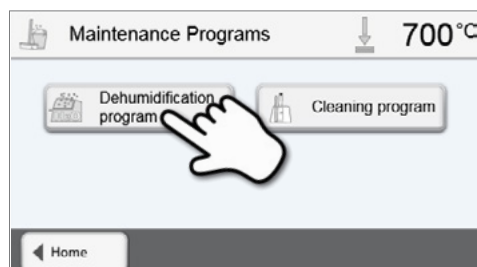 Maintenance Programs 700°C
Dehumidification
program
Cleaning program
Home